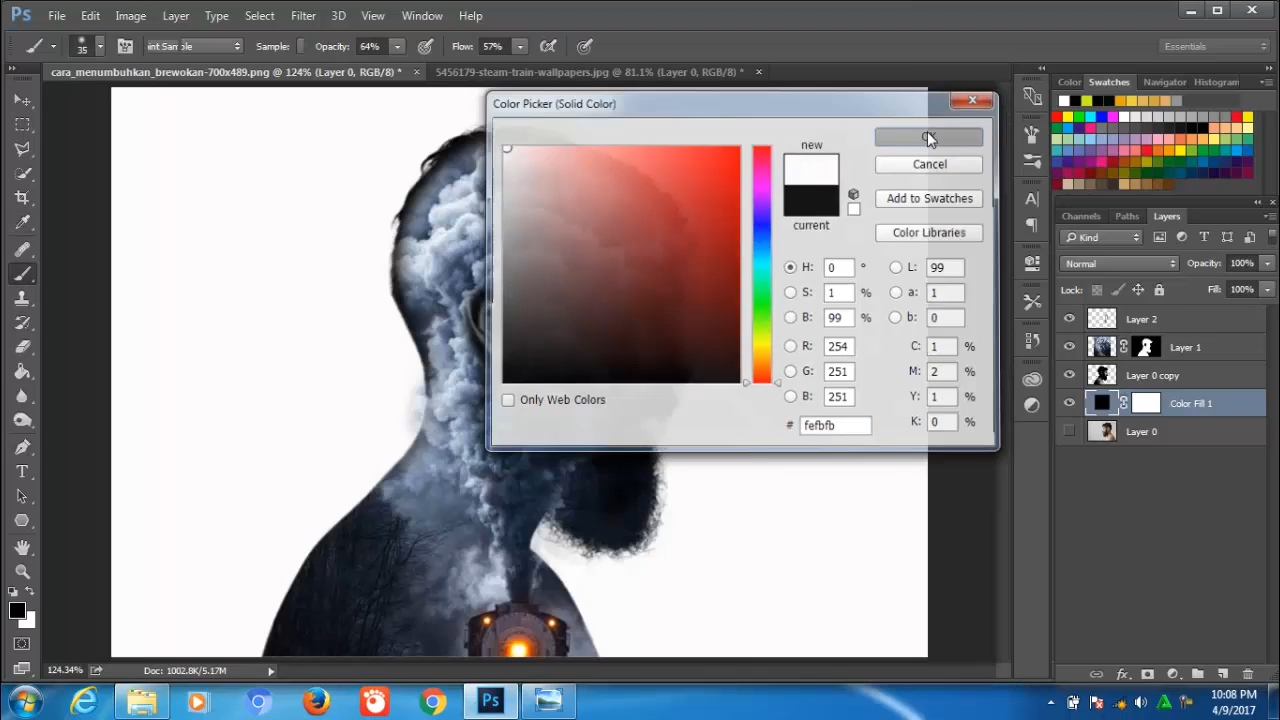 Ps File Edit Image Layer Type Select Filter 3D View Window Help
35 Sample: Opacity: 64% Flow: 57% Essentials
cara_menumbuhkan_brewokan-700x489.png @ 124% (Layer 0, RGB/8) * 5456179-steam-train-wallpapers.jpg @ 81.1% (Layer 0, RGB/8) *
Color Swatches Navigator Histogram
Color Picker (Solid Color)
new
current
Cancel
Add to Swatches
Color Libraries
H: 0 ° L: 99
S: 1 % a: 1
B: 99 % b: 0
R: 254 C: 1 %
G: 251 M: 2 %
B: 251 Y: 1 %
# fefbfb K: 0 %
Only Web Colors
Channels Paths Layers
Kind
Normal Opacity: 100%
Lock: Fill: 100%
Layer 2
Layer 1
Layer 0 copy
Color Fill 1
Layer 0
124.34% Doc: 1002.8K/5.17M
Ps
10:08 PM
4/9/2017